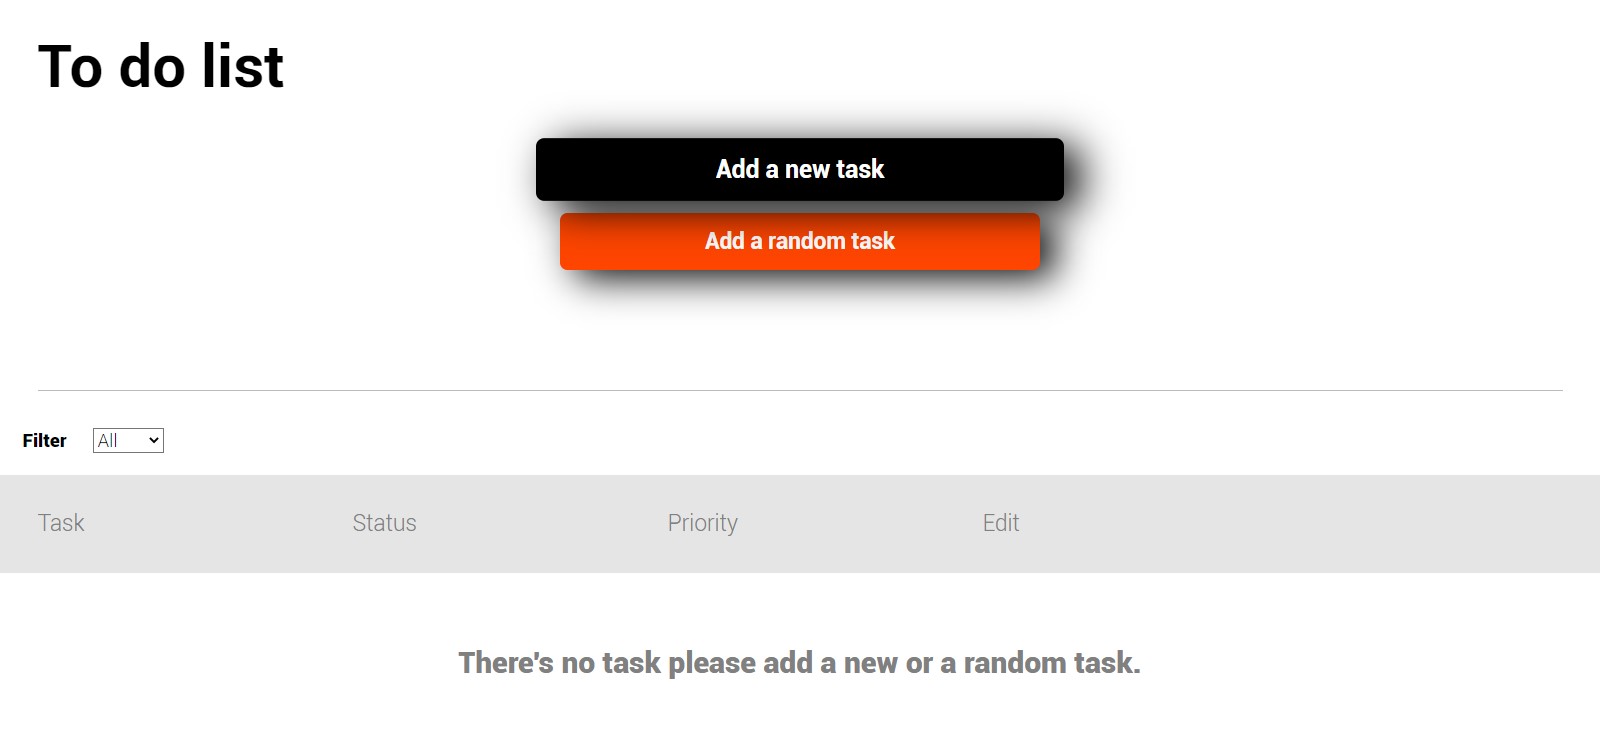 To do list
Add a new task
Add a random task
Filter All
Task Status Priority Edit
There's no task please add a new or a random task.